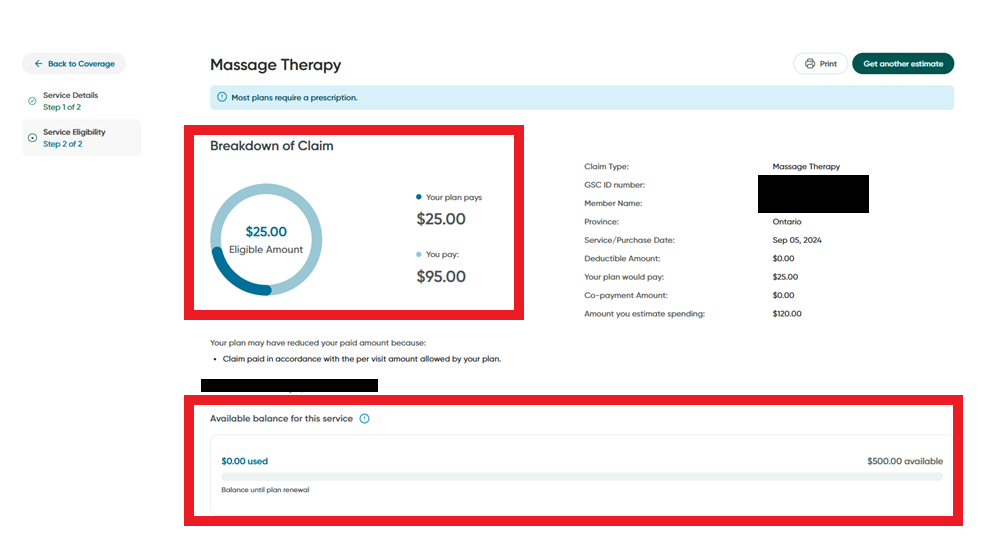 Back to Coverage
Service Details
Step 1 of 2
Service Eligibility
Step 2 of 2
Massage Therapy
Print
Get another estimate
Most plans require a prescription.
Breakdown of Claim
$25.00
Eligible Amount
Your plan pays
$25.00
You pay:
$95.00
Claim Type: Massage Therapy
GSC ID number:
Member Name:
Province: Ontario
Service/Purchase Date: Sep 05, 2024
Deductible Amount: $0.00
Your plan would pay: $25.00
Co-payment Amount: $0.00
Amount you estimate spending: $120.00
Your plan may have reduced your paid amount because:
• Claim paid in accordance with the per visit amount allowed by your plan.
Available balance for this service
$0.00 used $500.00 available
Balance until plan renewal